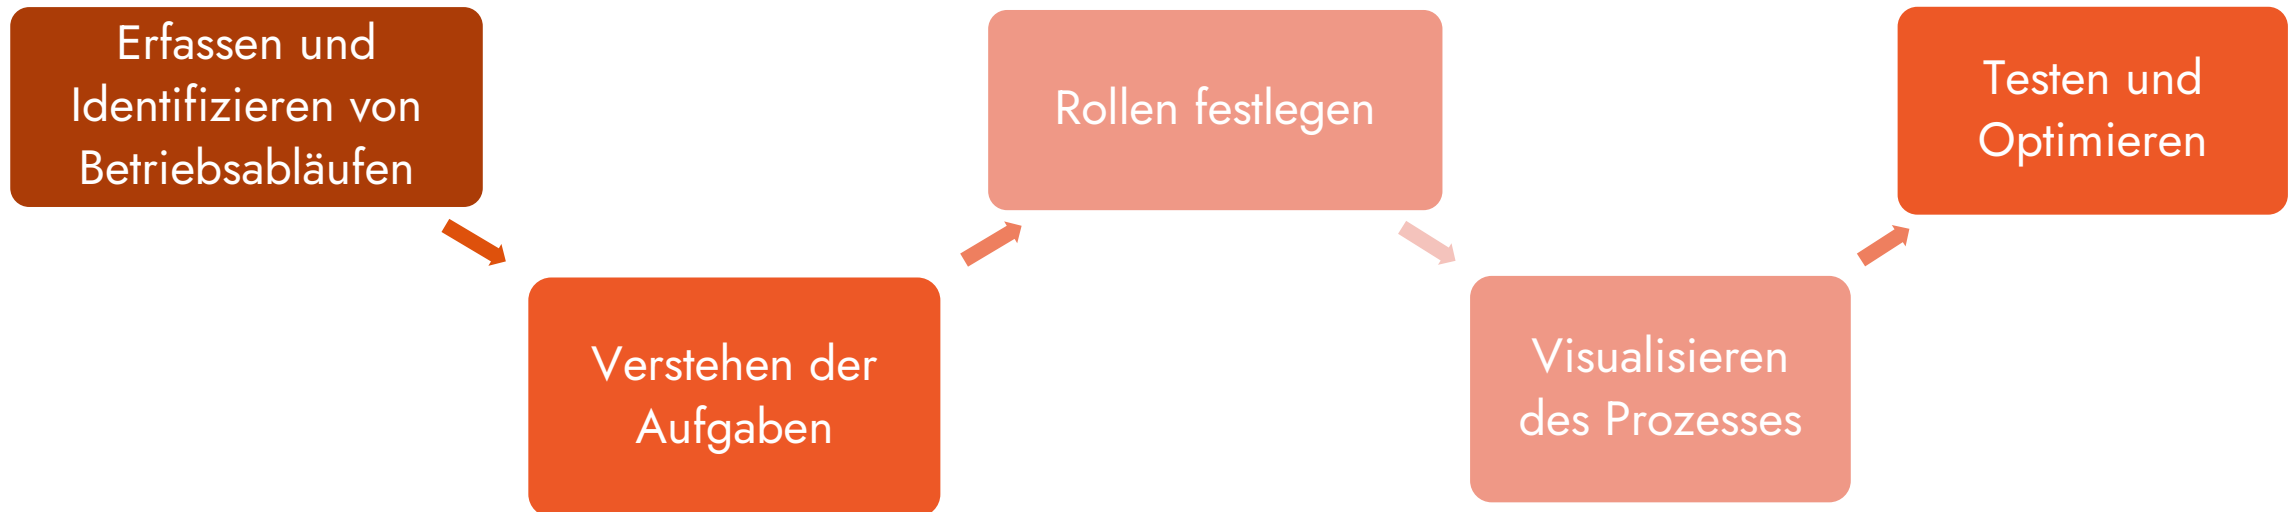 Erfassen und
Identifizieren von
Betriebsabläufen
Verstehen der
Aufgaben
Rollen festlegen
Visualisieren
des Prozesses
Testen und
Optimieren